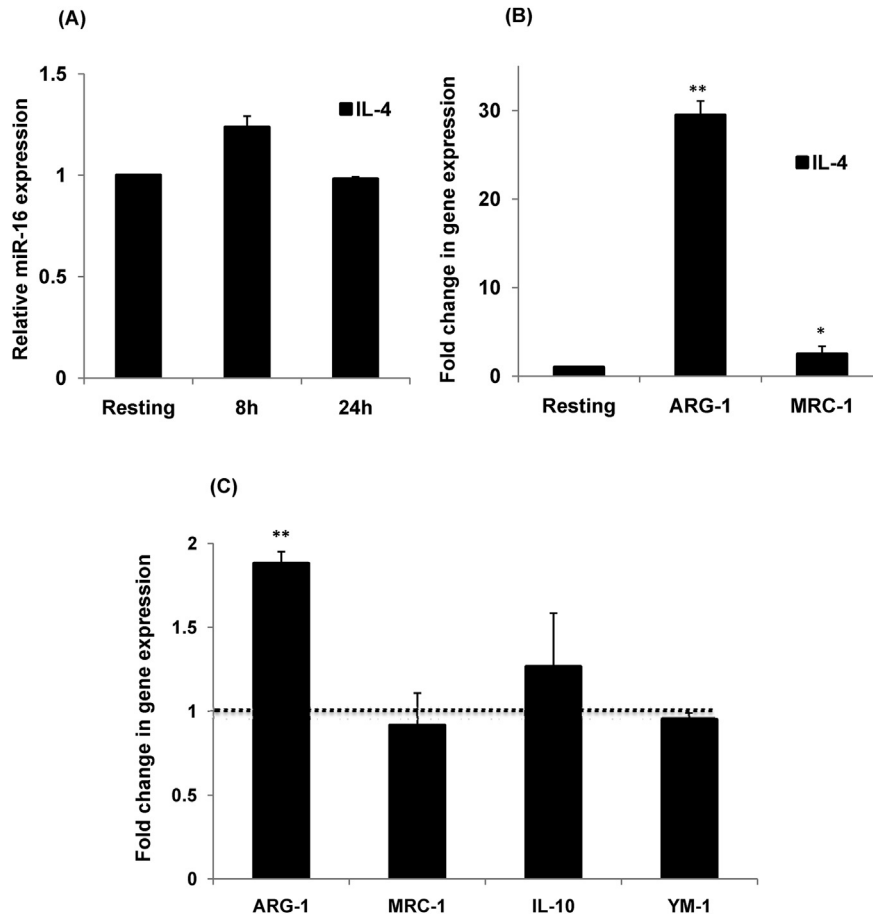 (A)
Relative miR-16 expression
1.5
1
0.5
0
IL-4
Resting 8h 24h
(B)
Fold change in gene expression
30
20
10
0
**
*
IL-4
Resting ARG-1 MRC-1
(C)
Fold change in gene expression
2
1.5
1
0.5
0
**
ARG-1 MRC-1 IL-10 YM-1